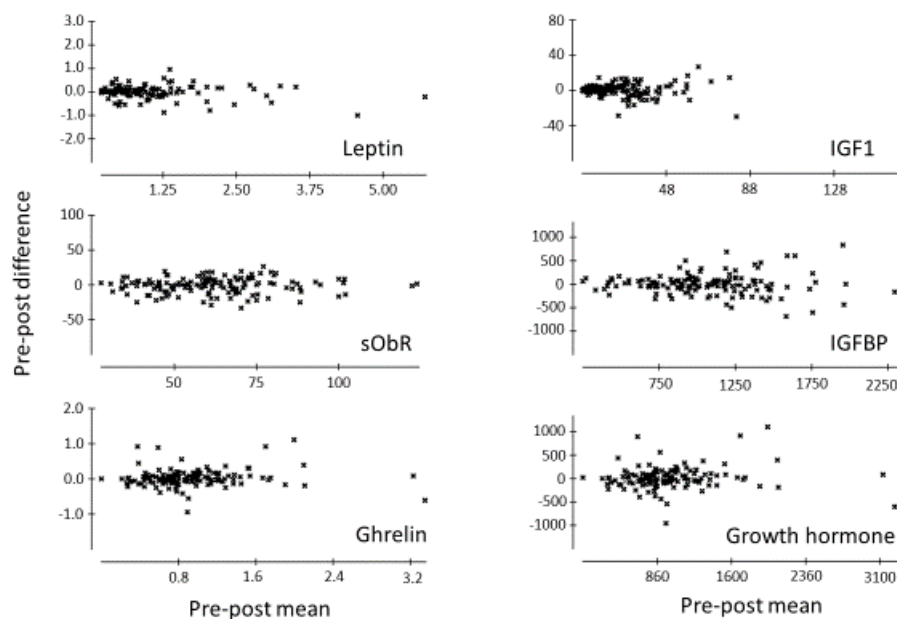 3.0
2.0
1.0
0.0
-1.0
-2.0
Leptin
1.25 2.50 3.75 5.00
80
40
0
-40
IGF1
48 88 128
Pre-post difference
100
50
0
-50
sObR
50 75 100
1000
500
0
-500
-1000
IGFBP
750 1250 1750 2250
2.0
1.0
0.0
-1.0
Ghrelin
0.8 1.6 2.4 3.2
Pre-post mean
1000
500
0
-500
-1000
Growth hormone
860 1600 2360 3100
Pre-post mean